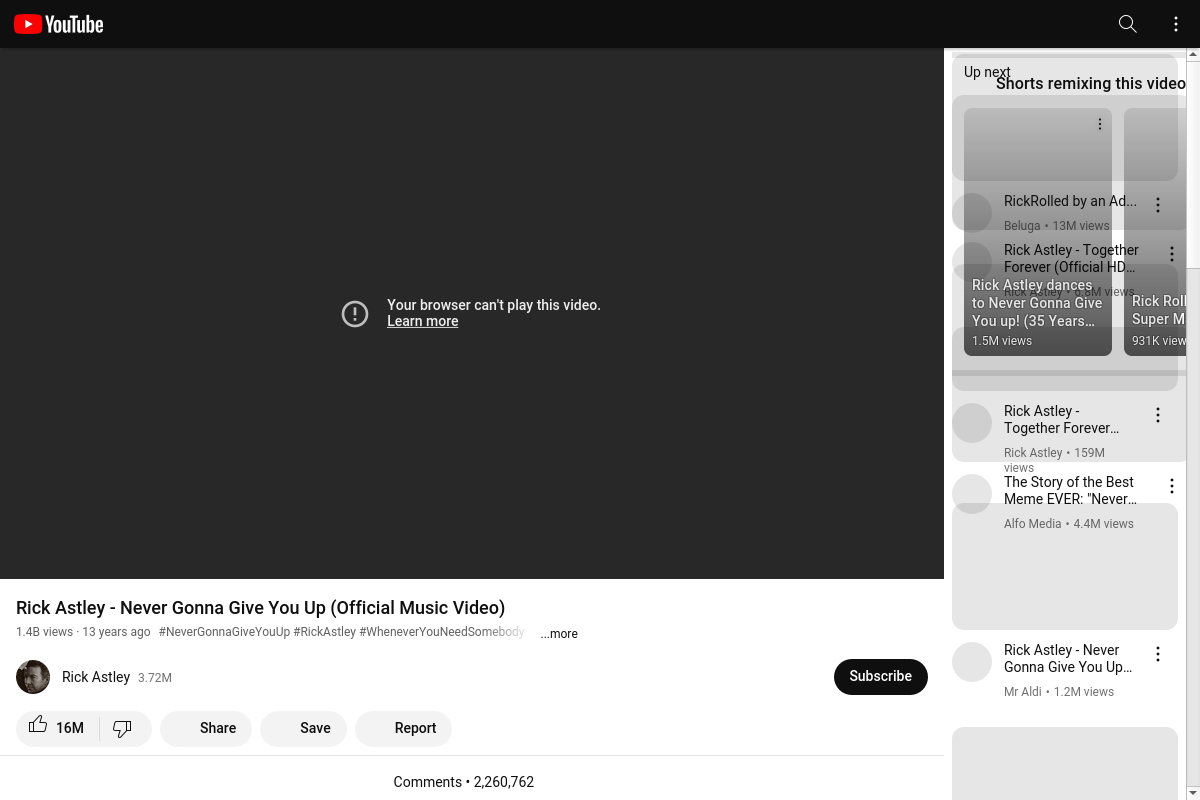 YouTube
Your browser can't play this video.
Learn more
Rick Astley - Never Gonna Give You Up (Official Music Video)
1.4B views · 13 years ago #NeverGonnaGiveYouUp #RickAstley #WheneverYouNeedSomebody
...more
Rick Astley 3.72M
Subscribe
16M
Share
Save
Report
Comments • 2,260,762
Up next
Shorts remixing this video
RickRolled by an Ad...
Beluga • 13M views
Rick Astley - Together
Forever (Official HD...
Rick Astley • 6.8M views
Rick Astley dances
to Never Gonna Give
You up! (35 Years...
1.5M views
Rick Roll
Super M
931K view
Rick Astley -
Together Forever...
Rick Astley • 159M
views
The Story of the Best
Meme EVER: "Never...
Alfo Media • 4.4M views
Rick Astley - Never
Gonna Give You Up...
Mr Aldi • 1.2M views